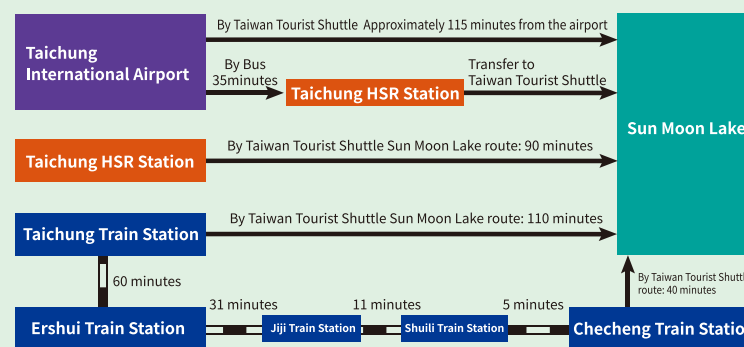 By Taiwan Tourist Shuttle Approximately 115 minutes from the airport
Taichung
International Airport
By Bus
35minutes
Taichung HSR Station
Transfer to
Taiwan Tourist Shuttle
Sun Moon Lake
Taichung HSR Station
By Taiwan Tourist Shuttle Sun Moon Lake route: 90 minutes
Taichung Train Station
By Taiwan Tourist Shuttle Sun Moon Lake route: 110 minutes
60 minutes
By Taiwan Tourist
route: 40 minutes
Ershui Train Station
31 minutes
Jiji Train Station
11 minutes
Shuili Train Station
5 minutes
Checheng Train